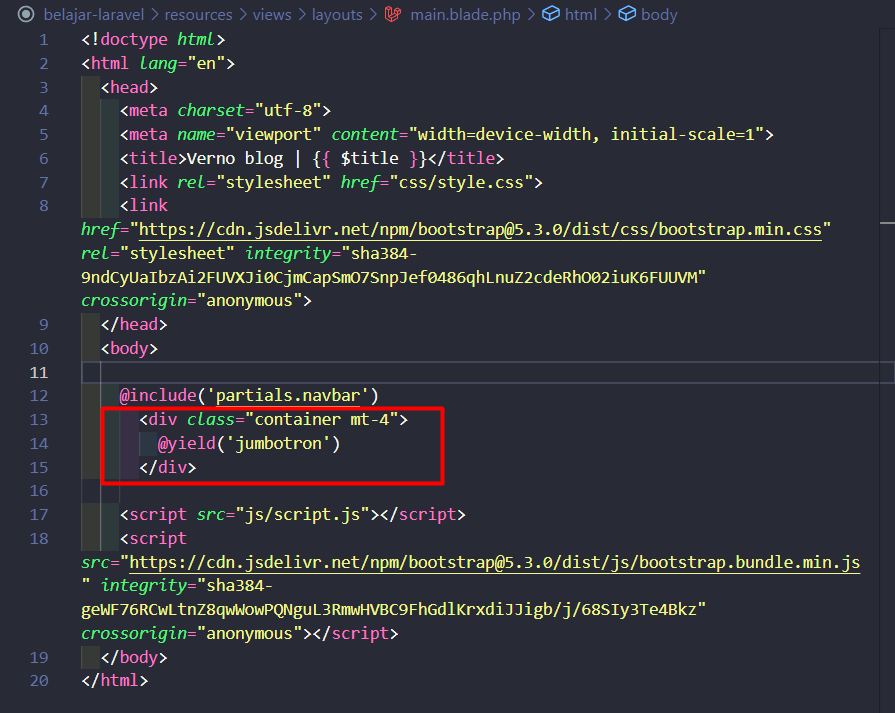 belajar-laravel > resources > views > layouts > main.blade.php > html > body
1 <!doctype html>
2 <html lang="en">
3 <head>
4 <meta charset="utf-8">
5 <meta name="viewport" content="width=device-width, initial-scale=1">
6 <title>Verno blog | {{ $title }}</title>
7 <link rel="stylesheet" href="css/style.css">
8 <link
href="https://cdn.jsdelivr.net/npm/bootstrap@5.3.0/dist/css/bootstrap.min.css"
rel="stylesheet" integrity="sha384-
9ndCyUaIbzAi2FUVXJi0CjmCapSmO7SnpJef0486qhLnuZ2cdeRhO02iuK6FUUVM"
crossorigin="anonymous">
9 </head>
10 <body>
11
12 @include('partials.navbar')
13 <div class="container mt-4">
14 @yield('jumbotron')
15 </div>
16
17 <script src="js/script.js"></script>
18 <script
src="https://cdn.jsdelivr.net/npm/bootstrap@5.3.0/dist/js/bootstrap.bundle.min.js
" integrity="sha384-
geWF76RCwLtnZ8qwWowPQNguL3RmwHVBC9FhGdlKrxdiJJigb/j/68SIy3Te4Bkz"
crossorigin="anonymous"></script>
19 </body>
20 </html>